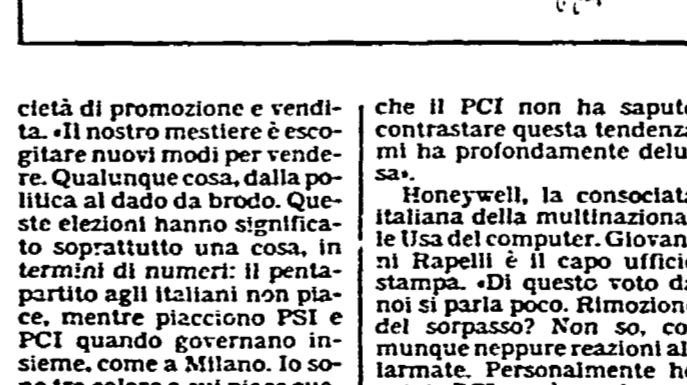 cietà di promozione e vendi-
ta. «Il nostro mestiere è esco-
gitare nuovi modi per vende-
re. Qualunque cosa, dalla po-
litica al dado da brodo. Que-
ste elezioni hanno significa-
to soprattutto una cosa, in
termini di numeri: il penta-
partito agli italiani non pia-
ce, mentre piacciono PSI e
PCI quando governano in-
sieme, come a Milano. Io so-
che il PCI non ha saputo
contrastare questa tendenza
mi ha profondamente delu-
sa».
Honeywell, la consociata
italiana della multinaziona-
le Usa del computer. Giovan-
ni Rapelli è il capo ufficio
stampa. «Di questo voto da
noi si parla poco. Rimozione
del sorpasso? Non so, co-
munque neppure reazioni al-
larmate. Personalmente ho